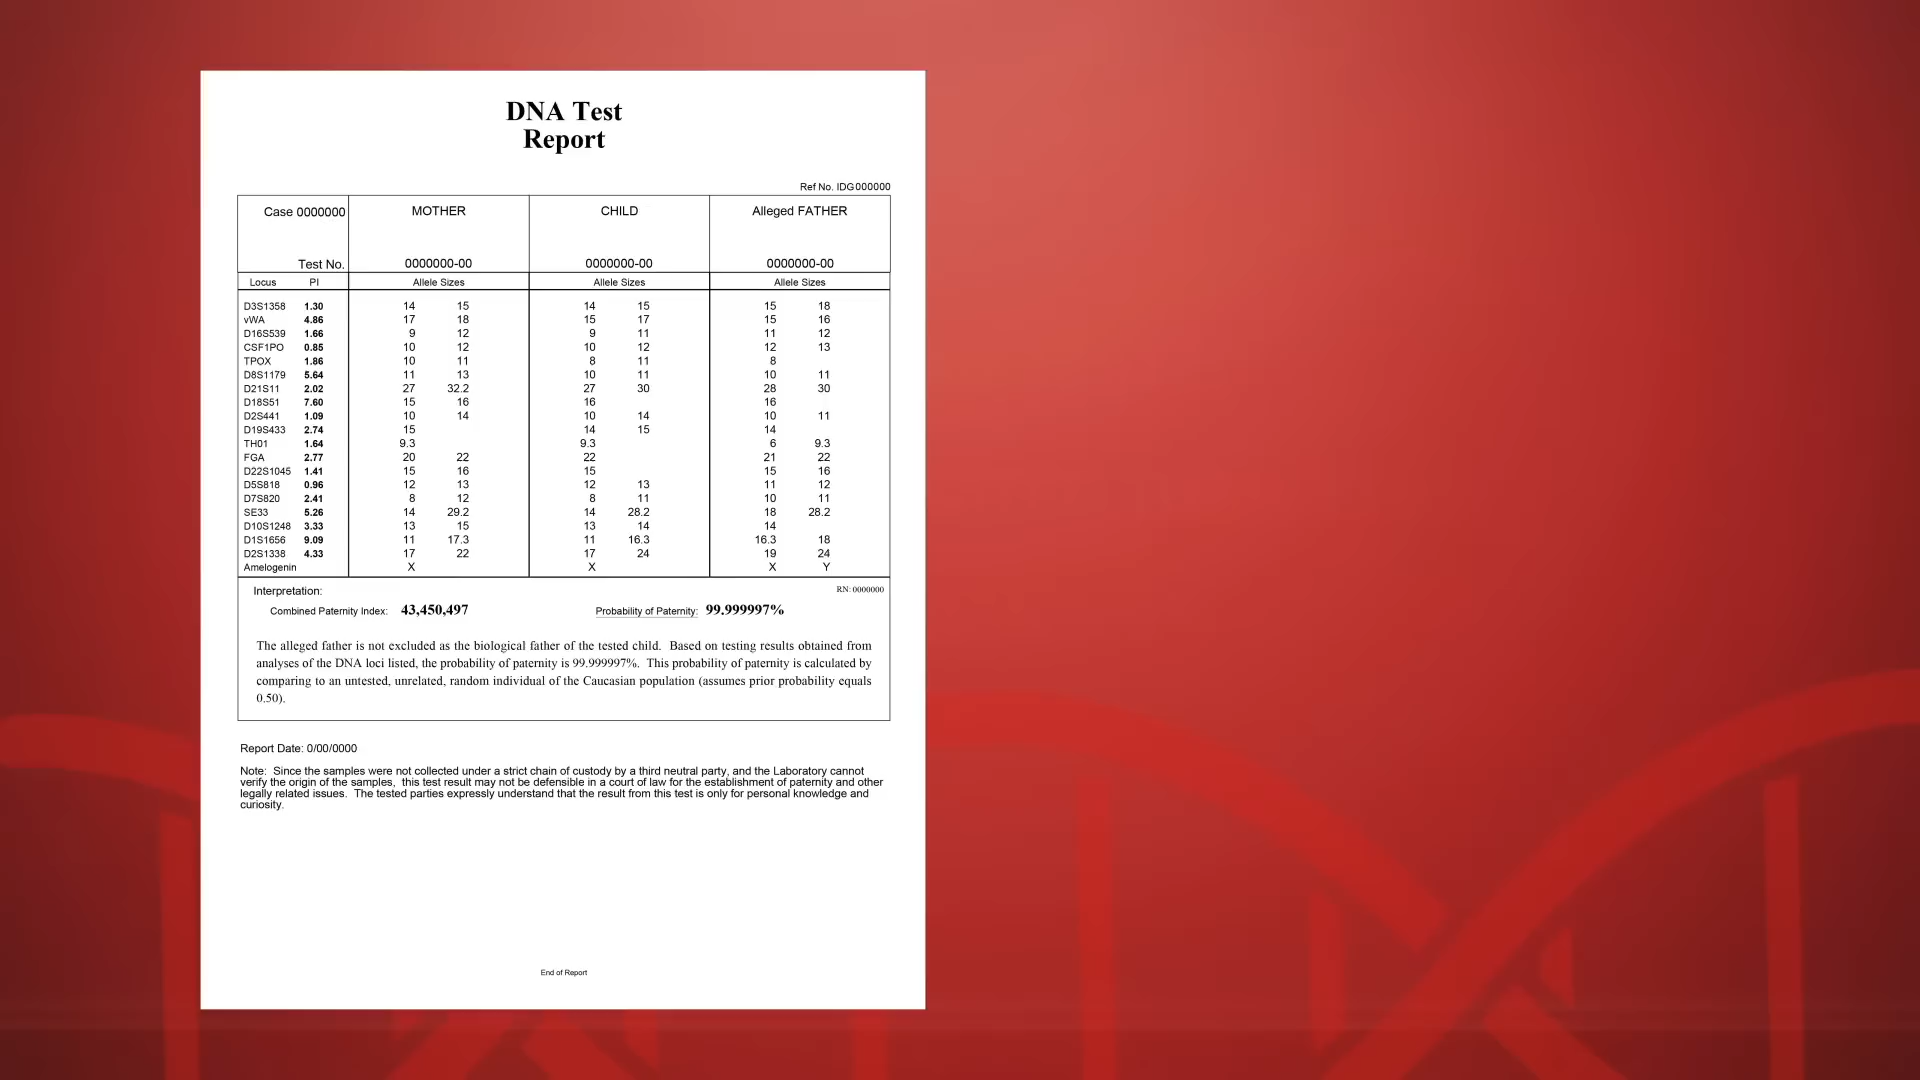 DNA Test
Report
Ref No. IDG000000
Case 0000000 MOTHER CHILD Alleged FATHER
Test No. 0000000-00 0000000-00 0000000-00
Locus PI Allele Sizes Allele Sizes Allele Sizes
D3S1358 1.30 14 15 14 15 15 18
vWA 4.86 17 18 15 17 15 16
D16S539 1.66 9 12 9 11 11 12
CSF1PO 0.85 10 12 10 12 12 13
TPOX 1.86 10 11 8 11 8
D8S1179 5.64 11 13 10 11 10 11
D21S11 2.02 27 32.2 27 30 28 30
D18S51 7.60 15 16 16 16
D2S441 1.09 10 14 10 14 10 11
D19S433 2.74 15 14 15 14
TH01 1.64 9.3 9.3 6 9.3
FGA 2.77 20 22 22 21 22
D22S1045 1.41 15 16 15 15 16
D5S818 0.96 12 13 12 13 11 12
D7S820 2.41 8 12 8 11 10 11
SE33 5.26 14 29.2 14 28.2 18 28.2
D10S1248 3.33 13 15 13 14 14
D1S1656 9.09 11 17.3 11 16.3 16.3 18
D2S1338 4.33 17 22 17 24 19 24
Amelogenin X X X Y
Interpretation: RN: 0000000
Combined Paternity Index: 43,450,497 Probability of Paternity: 99.999997%
The alleged father is not excluded as the biological father of the tested child. Based on testing results obtained from
analyses of the DNA loci listed, the probability of paternity is 99.999997%. This probability of paternity is calculated by
comparing to an untested, unrelated, random individual of the Caucasian population (assumes prior probability equals
0.50).
Report Date: 0/00/0000
Note: Since the samples were not collected under a strict chain of custody by a third neutral party, and the Laboratory cannot
verify the origin of the samples, this test result may not be defensible in a court of law for the establishment of paternity and other
legally related issues. The tested parties expressly understand that the result from this test is only for personal knowledge and
curiosity.
End of Report